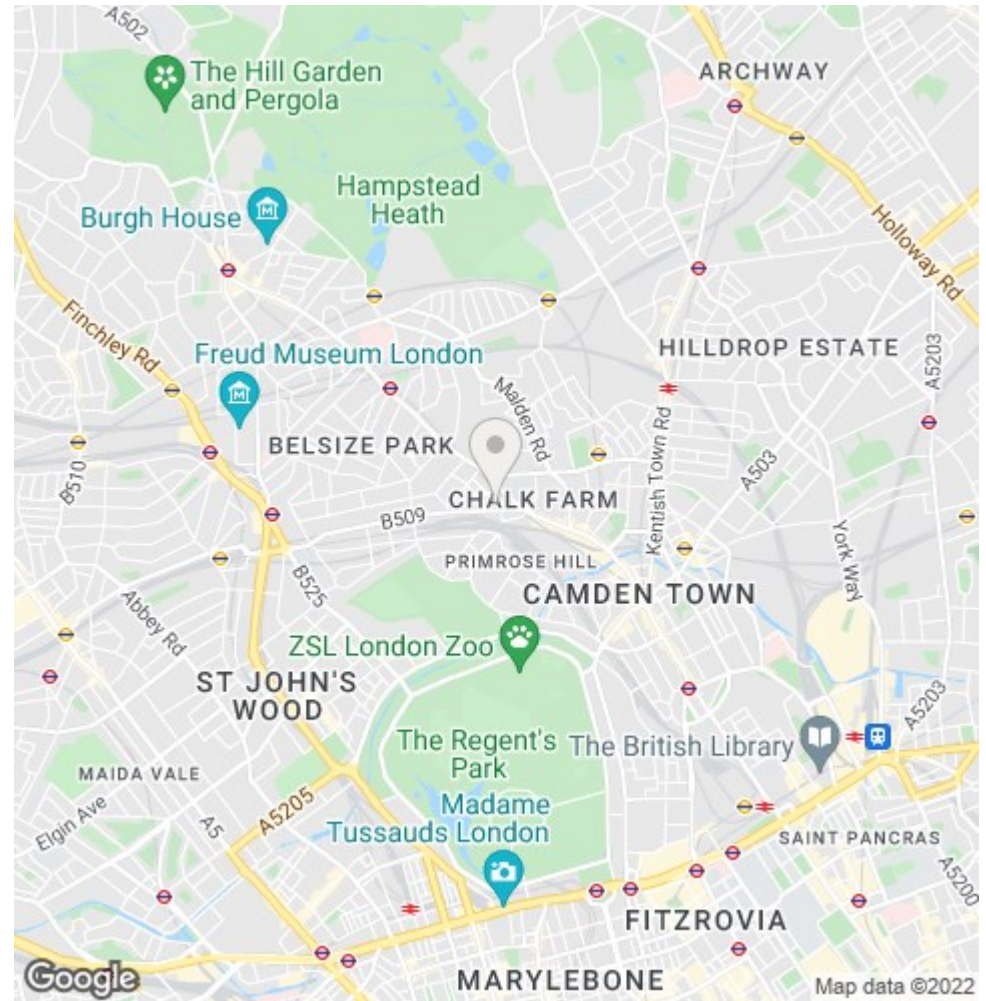 A502
The Hill Garden
and Pergola
ARCHWAY
Hampstead
Heath
Burgh House
Holloway Rd
Finchley Rd
Freud Museum London
HILLDROP ESTATE
A5203
Malden Rd
BELSIZE PARK
B510
Kentish Town Rd
A503
CHALK FARM
B509
York Way
PRIMROSE HILL
B525
CAMDEN TOWN
Abbey Rd
ZSL London Zoo
ST JOHN'S
WOOD
A5203
The Regent's
Park
The British Library
MAIDA VALE
Madame
Tussauds London
A5205
Elgin Ave
A5
SAINT PANCRAS
A5200
FITZROVIA
MARYLEBONE
Google
Map data ©2022